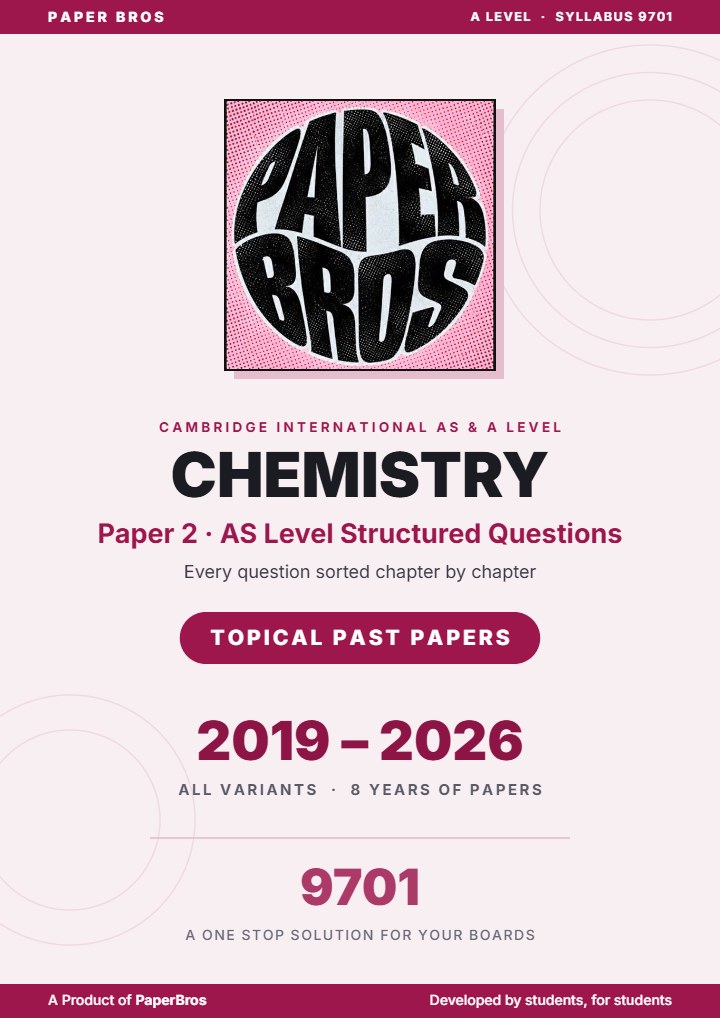 PAPER BROS
A LEVEL · SYLLABUS 9701
PAPER
BROS
CAMBRIDGE INTERNATIONAL AS & A LEVEL
CHEMISTRY
Paper 2 · AS Level Structured Questions
Every question sorted chapter by chapter
TOPICAL PAST PAPERS
2019 – 2026
ALL VARIANTS · 8 YEARS OF PAPERS
9701
A ONE STOP SOLUTION FOR YOUR BOARDS
A Product of PaperBros
Developed by students, for students